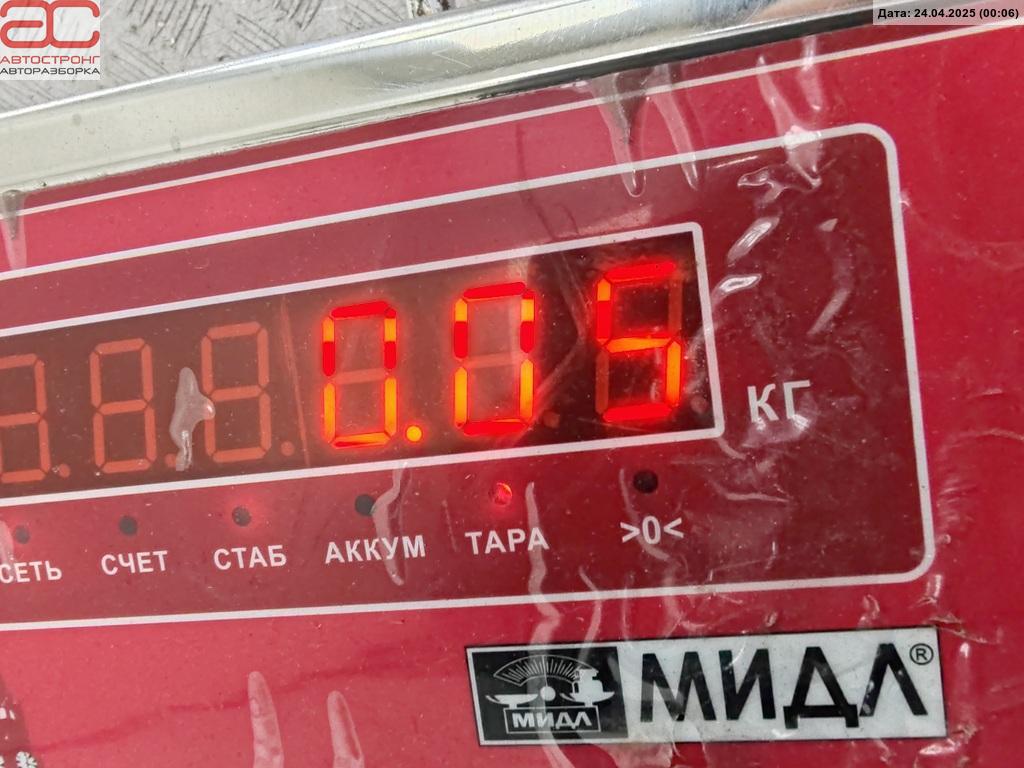 ас
АВТОСТРОНГ
АВТОРАЗБОРКА
Дата: 24.04.2025 (00:06)
0.05
КГ
СЕТЬ СЧЕТ СТАБ АККУМ ТАРА >0<
МИДЛ
МИДЛ®